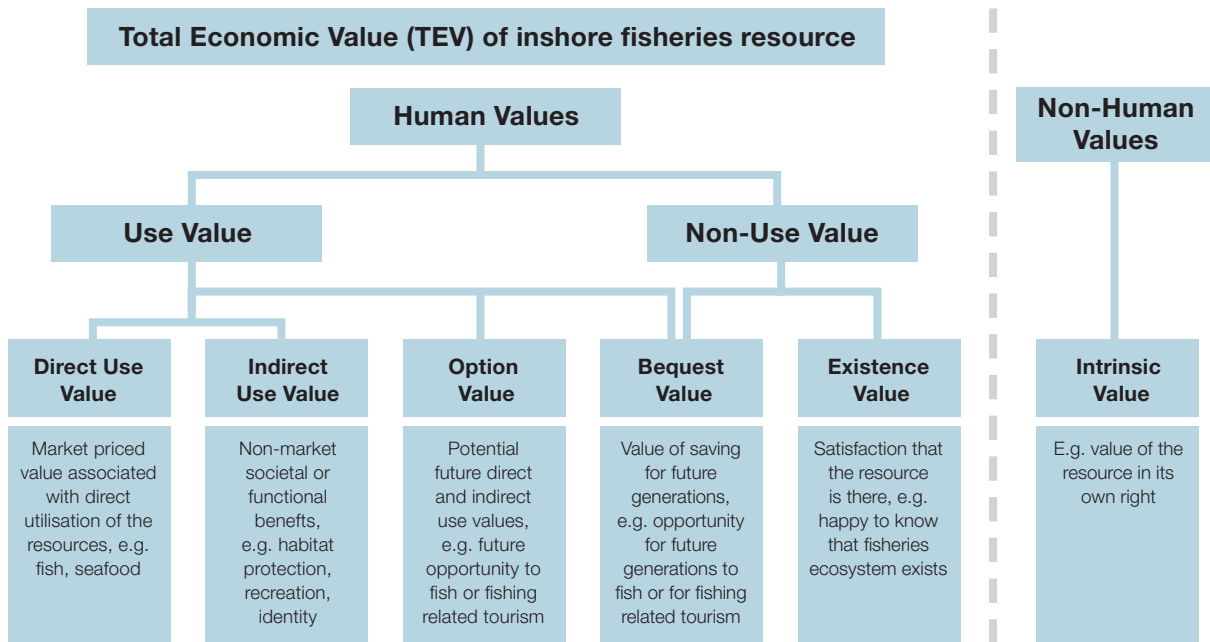 Total Economic Value (TEV) of inshore fisheries resource
Human Values
Non-Human
Values
Use Value
Non-Use Value
Direct Use
Value
Market priced
value associated
with direct
utilisation of the
resources, e.g.
fish, seafood
Indirect
Use Value
Non-market
societal or
functional
benefts,
e.g. habitat
protection,
recreation,
identity
Option
Value
Potential
future direct
and indirect
use values,
e.g. future
opportunity to
fish or fishing
related tourism
Bequest
Value
Value of saving
for future
generations,
e.g. opportunity
for future
generations to
fish or for fishing
related tourism
Existence
Value
Satisfaction that
the resource
is there, e.g.
happy to know
that fisheries
ecosystem exists
Intrinsic
Value
E.g. value of the
resource in its
own right